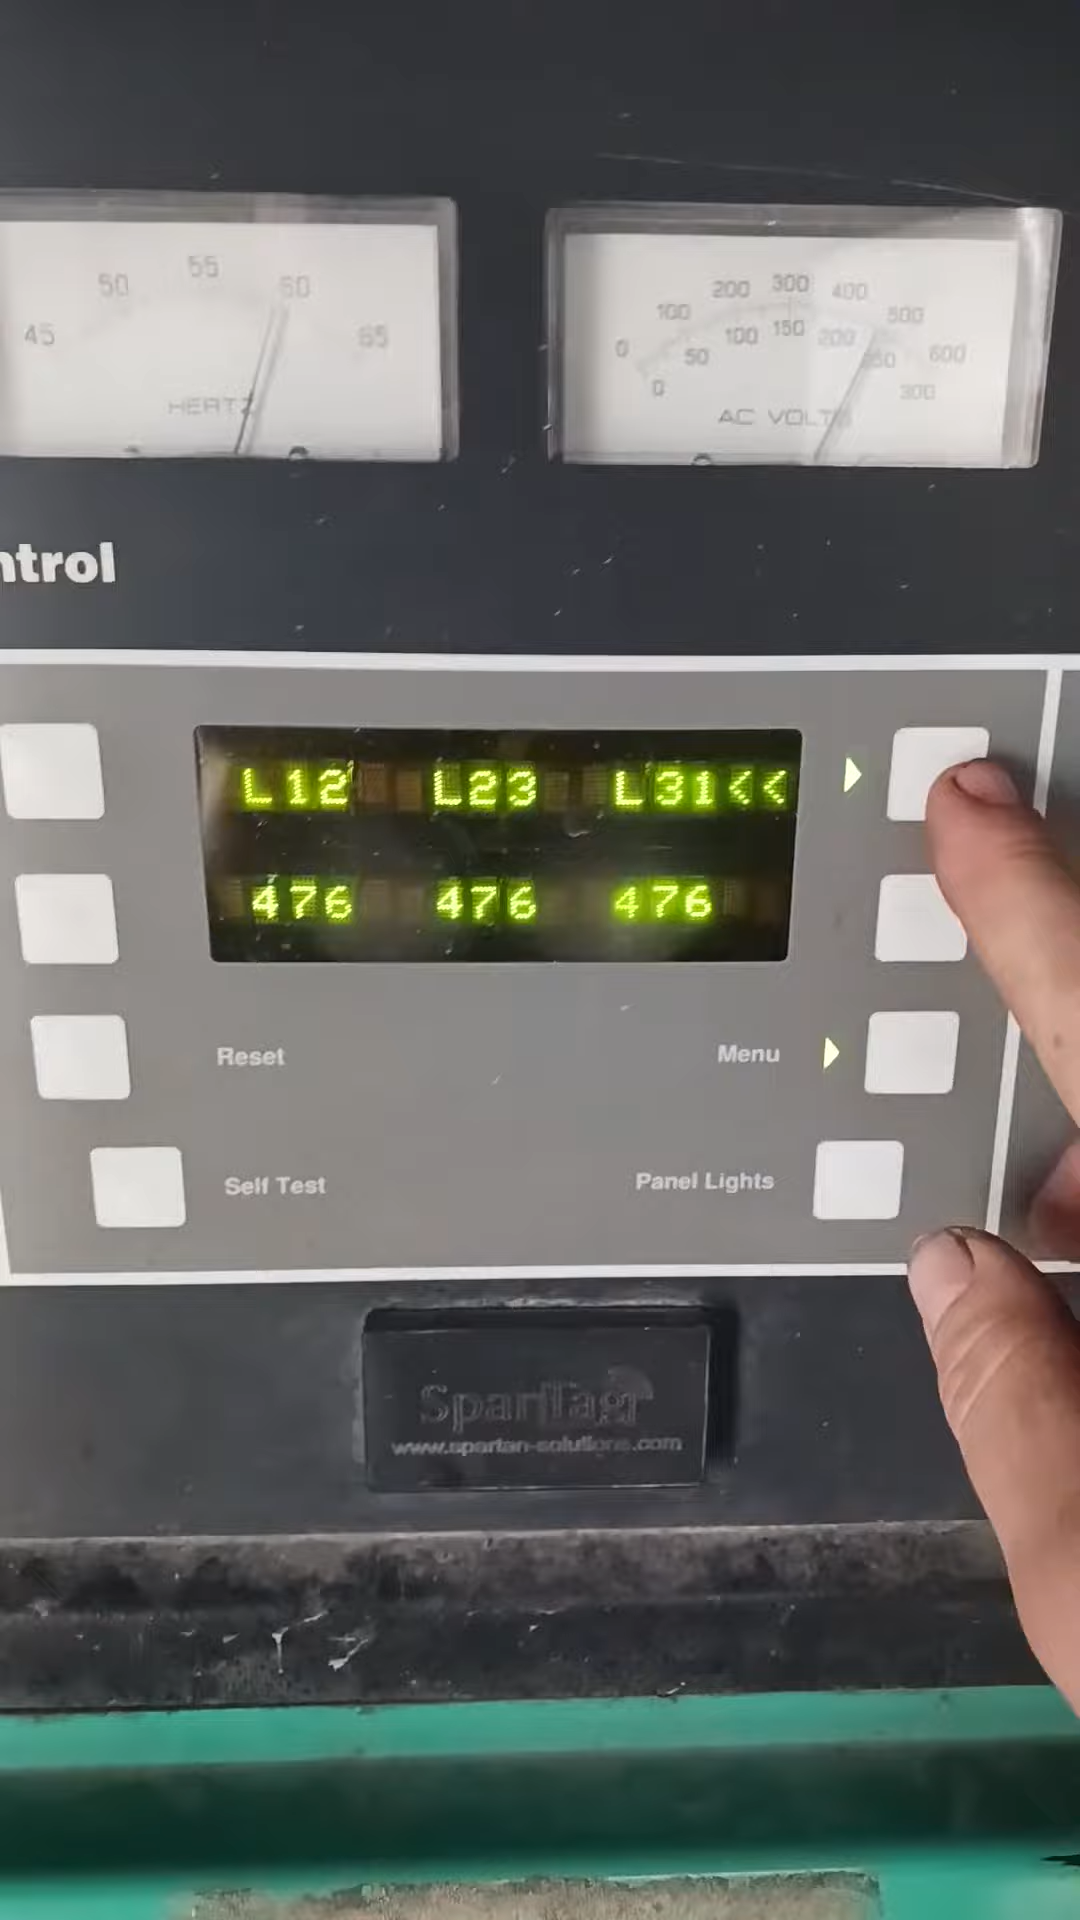 45 50 55 60 65
HERTZ
0 100 200 300 400 500 600
0 50 100 150 200 250 300
AC VOLTS
ntrol
L12 L23 L31<<
476 476 476
Reset Menu
Self Test Panel Lights
SpartTag
www.spartan-solutions.com